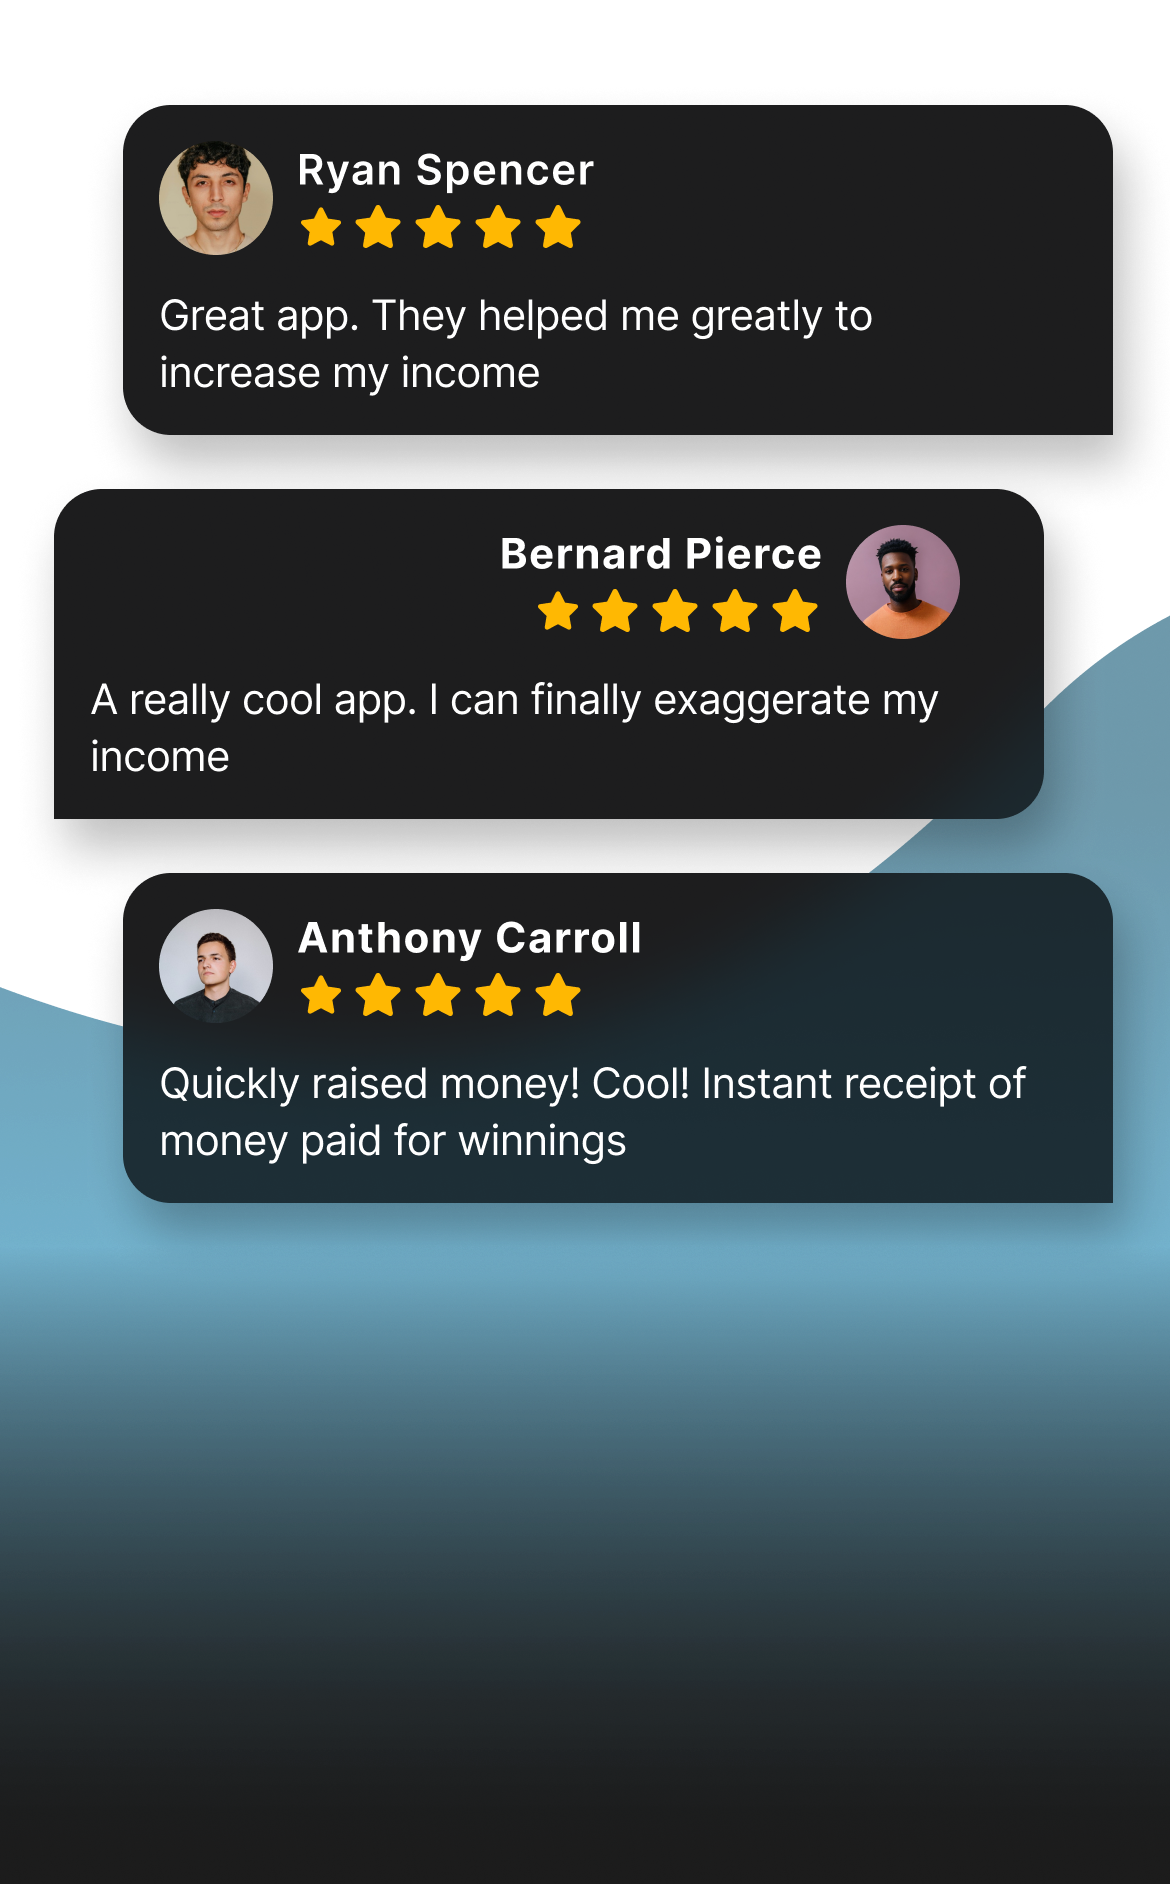 Ryan Spencer
Great app. They helped me greatly to
increase my income
Bernard Pierce
A really cool app. I can finally exaggerate my
income
Anthony Carroll
Quickly raised money! Cool! Instant receipt of
money paid for winnings